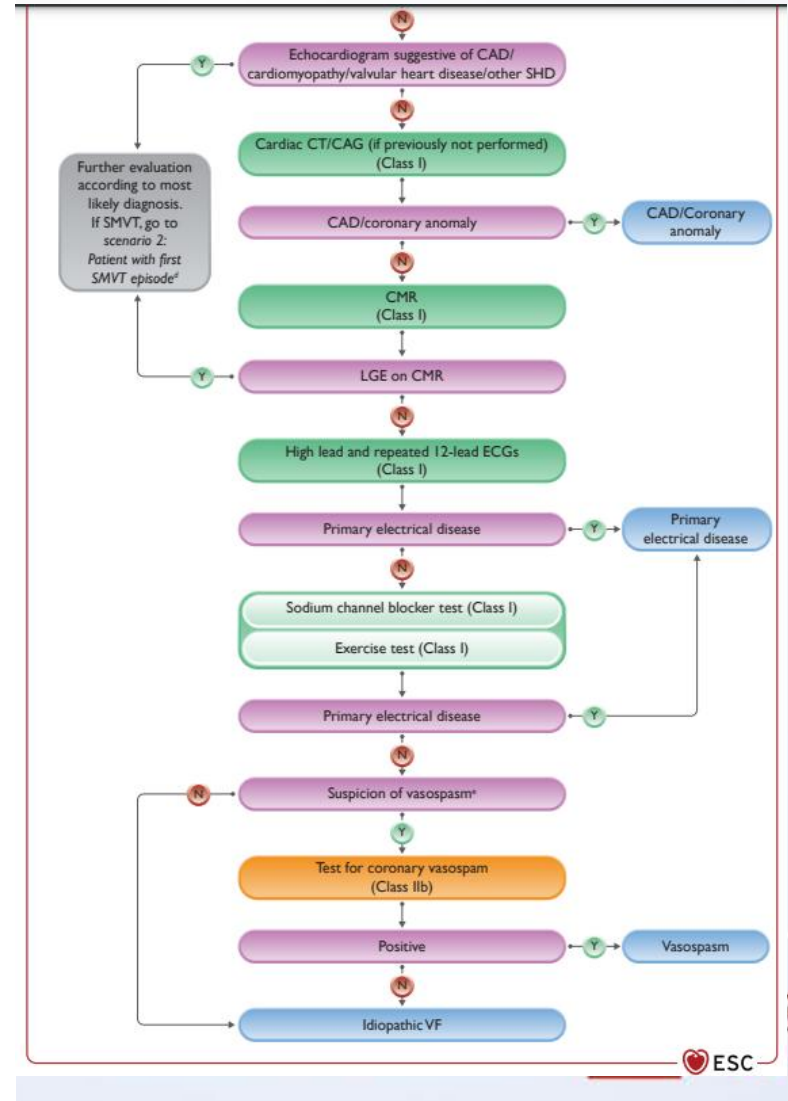 N
Echocardiogram suggestive of CAD/
cardiomyopathy/valvular heart disease/other SHD
Y
N
Cardiac CT/CAG (if previously not performed)
(Class I)
Further evaluation
according to most
likely diagnosis.
If SMVT, go to
scenario 2:
Patient with first
SMVT episodeᵈ
CAD/coronary anomaly
Y
CAD/Coronary
anomaly
N
CMR
(Class I)
Y
LGE on CMR
N
High lead and repeated 12-lead ECGs
(Class I)
Primary electrical disease
Y
Primary
electrical disease
N
Sodium channel blocker test (Class I)
Exercise test (Class I)
Primary electrical disease
Y
N
N
Suspicion of vasospasmᵉ
Y
Test for coronary vasospam
(Class IIb)
Positive
Y
Vasospasm
N
Idiopathic VF
ESC